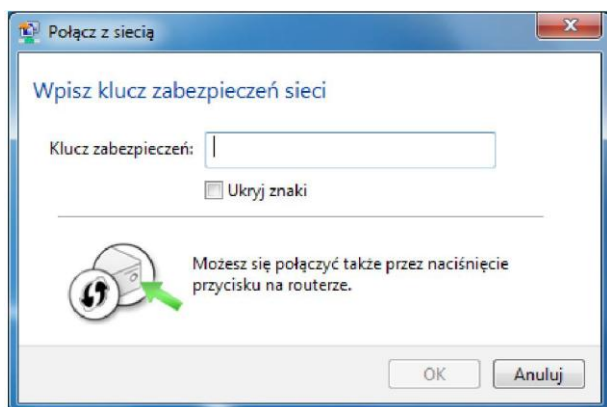 Połącz z siecią
Wpisz klucz zabezpieczeń sieci
Klucz zabezpieczeń:
Ukryj znaki
Możesz się połączyć także przez naciśnięcie
przycisku na routerze.
OK
Anuluj